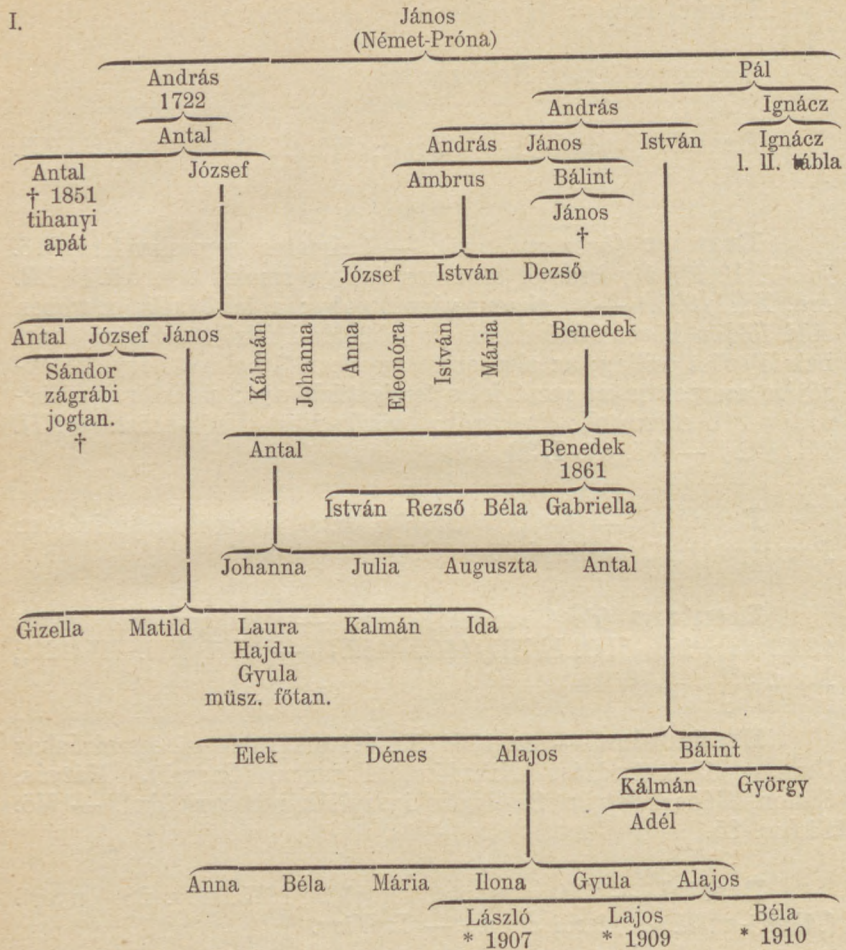 I.
János
(Német-Próna)
András Pál
1722
András Ignácz
Antal
András János István Ignácz
l. II. tábla
Antal József
† 1851
tihanyi
apát
Ambrus Bálint
János
†
József István Dezső
Antal József János Kálmán Johanna Anna Eleonóra István Mária Benedek
Sándor
zágrábi
jogtan.
†
Antal Benedek
1861
István Rezső Béla Gabriella
Johanna Julia Auguszta Antal
Gizella Matild Laura Kalmán Ida
Hajdu
Gyula
müsz. főtan.
Elek Dénes Alajos Bálint
Kálmán György
Adél
Anna Béla Mária Ilona Gyula Alajos
László Lajos Béla
* 1907 * 1909 * 1910